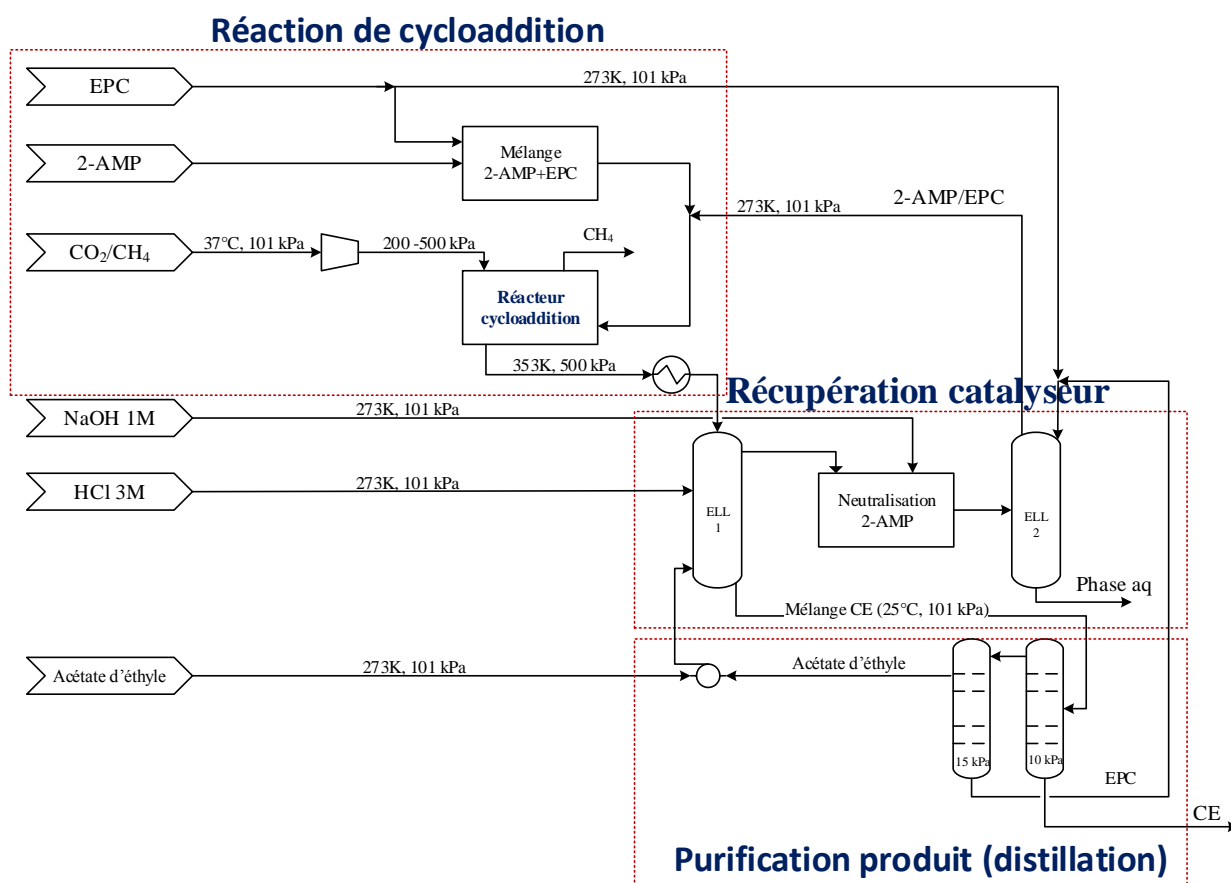 Réaction de cycloaddition
EPC
273K, 101 kPa
2-AMP
Mélange
2-AMP+EPC
2-AMP/EPC
273K, 101 kPa
CO₂/CH₄
37°C, 101 kPa
200 -500 kPa
CH₄
Réacteur
cycloaddition
353K, 500 kPa
Récupération catalyseur
NaOH 1M
273K, 101 kPa
HCl 3M
273K, 101 kPa
ELL
1
Neutralisation
2-AMP
ELL
2
Phase aq
Mélange CE (25°C, 101 kPa)
Acétate d'éthyle
273K, 101 kPa
Acétate d'éthyle
15 kPa
10 kPa
EPC
CE
Purification produit (distillation)